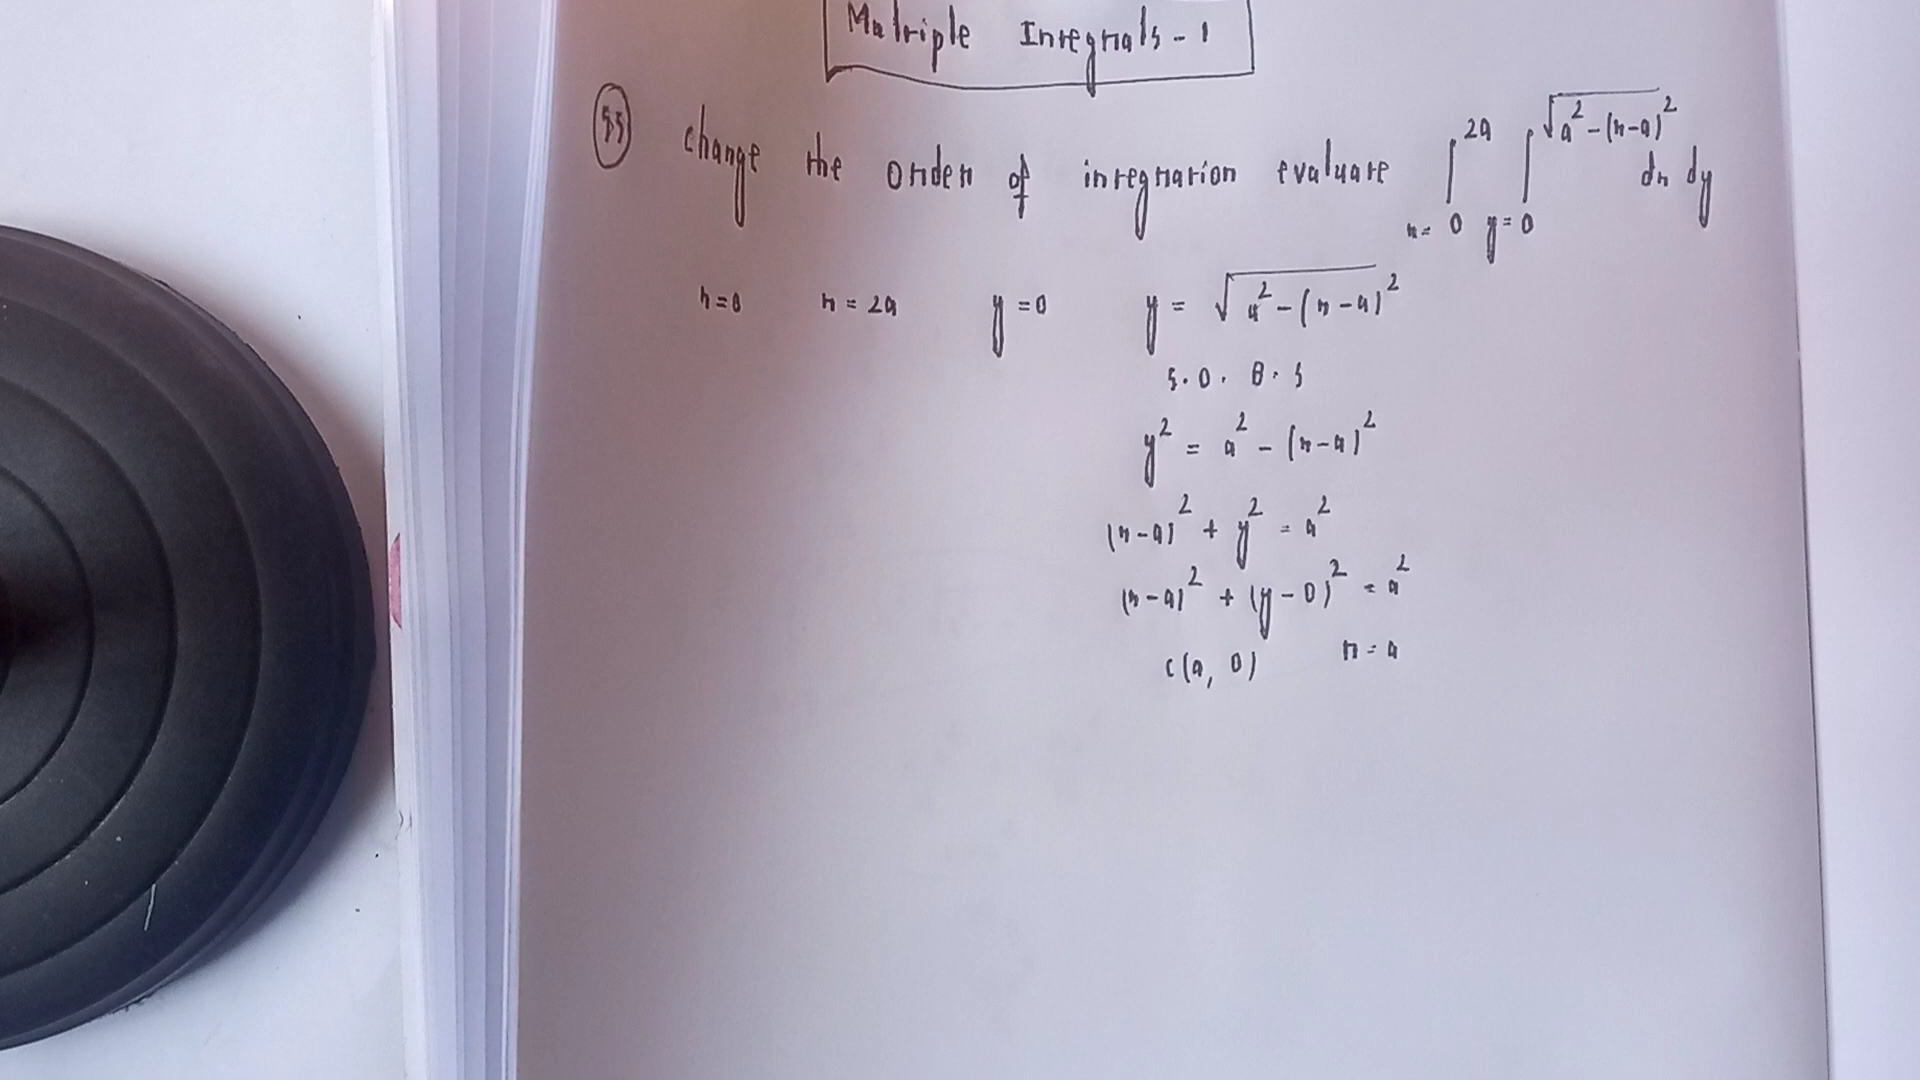 Multiple Integrals - 1
55 change the order of integration evaluate ∫_{x=0}^{2a} ∫_{y=0}^{√(a²-(x-a)²)} dx dy
x=0 x = 2a y=0 y = √(a²-(x-a)²)
S.O.B.S
y² = a² - (x-a)²
(x-a)² + y² = a²
(x-a)² + (y-0)² = a²
c(a, 0) r = a